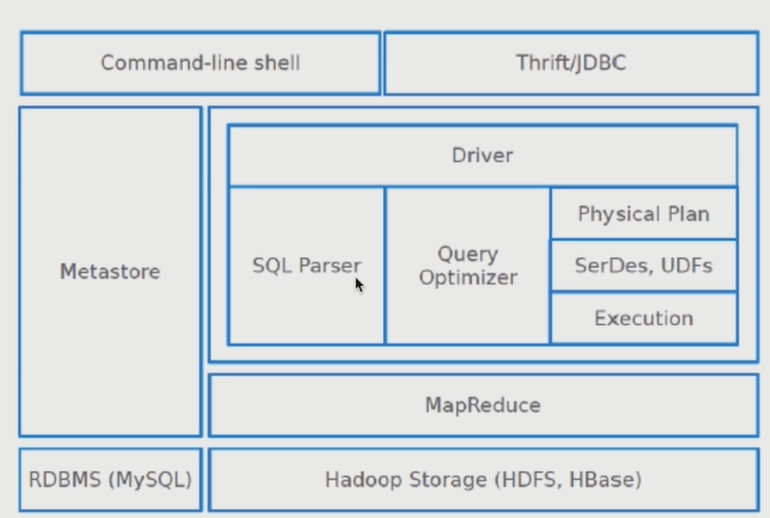 Command-line shell
Thrift/JDBC
Metastore
Driver
SQL Parser
Query
Optimizer
Physical Plan
SerDes, UDFs
Execution
MapReduce
RDBMS (MySQL)
Hadoop Storage (HDFS, HBase)